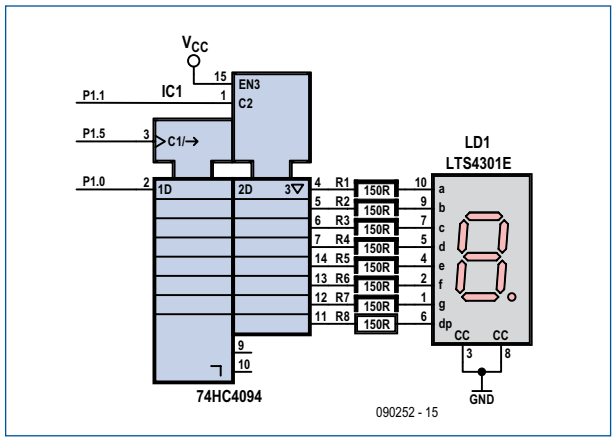 VCC
15 EN3
P1.1 IC1 1 C2
P1.5 3 C1/→
LD1
LTS4301E
P1.0 2 1D 2D 3▽ 4 R1 150R 10 a
5 R2 150R 9 b
6 R3 150R 7 c
7 R4 150R 5 d
14 R5 150R 4 e
13 R6 150R 2 f
12 R7 150R 1 g
11 R8 150R 6 dp
CC CC
9
3 8
10
GND
74HC4094
090252 - 15